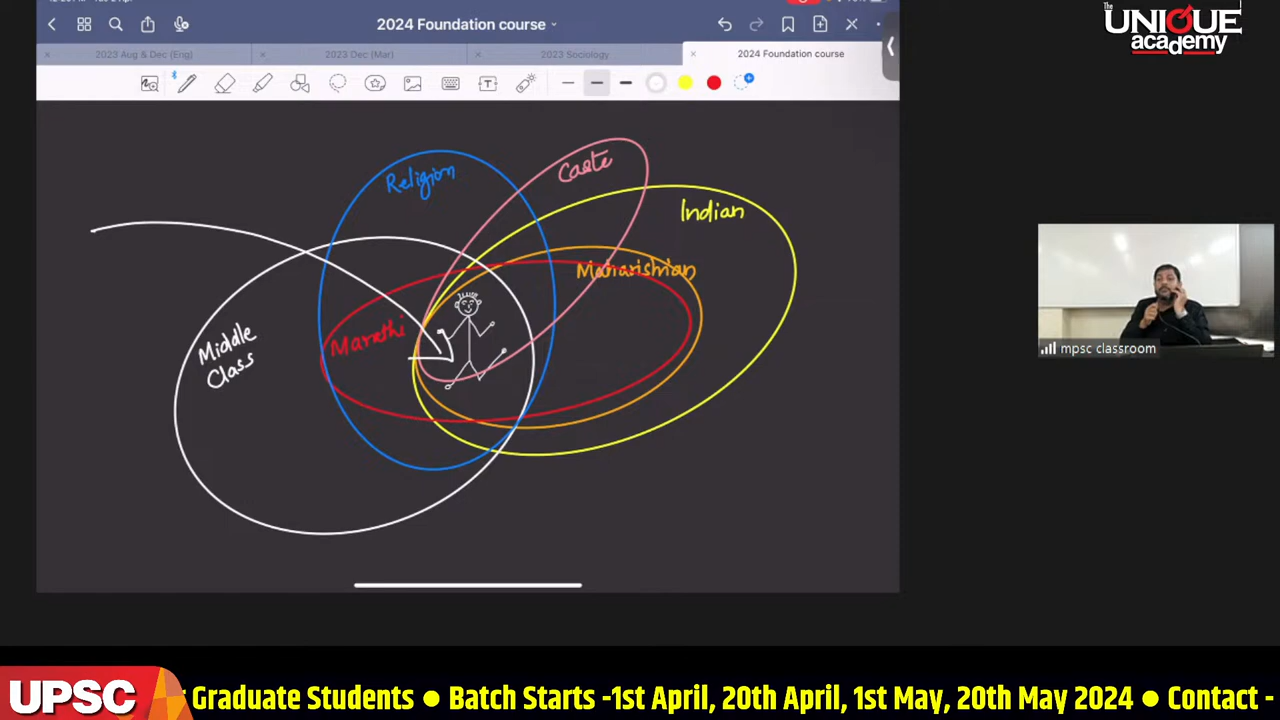 2024 Foundation course
The
UNIQUE
academy
2023 Aug & Dec (Eng)
2023 Dec (Mar)
2023 Sociology
2024 Foundation course
Religion
Caste
Indian
Maharishian
Marathi
Middle
Class
mpsc classroom
UPSC
Graduate Students ● Batch Starts -1st April, 20th April, 1st May, 20th May 2024 ● Contact -